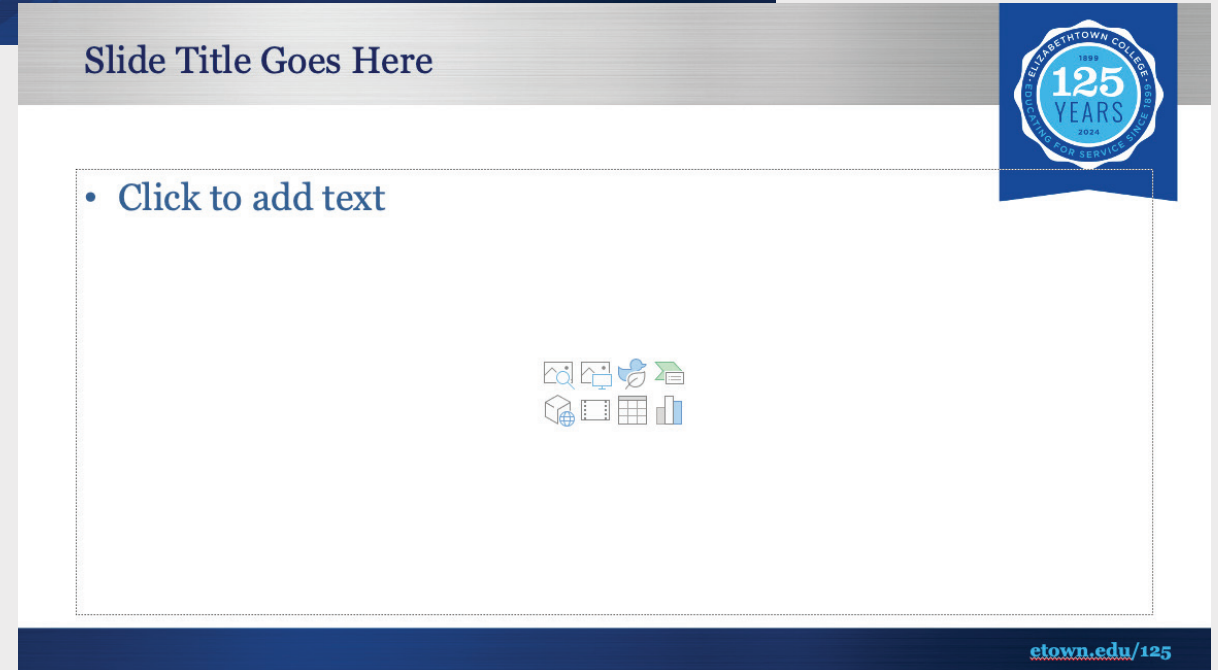 Slide Title Goes Here
ELIZABETHTOWN COLLEGE
1899
125
YEARS
2024
EDUCATING FOR SERVICE SINCE 1899
• Click to add text
etown.edu/125